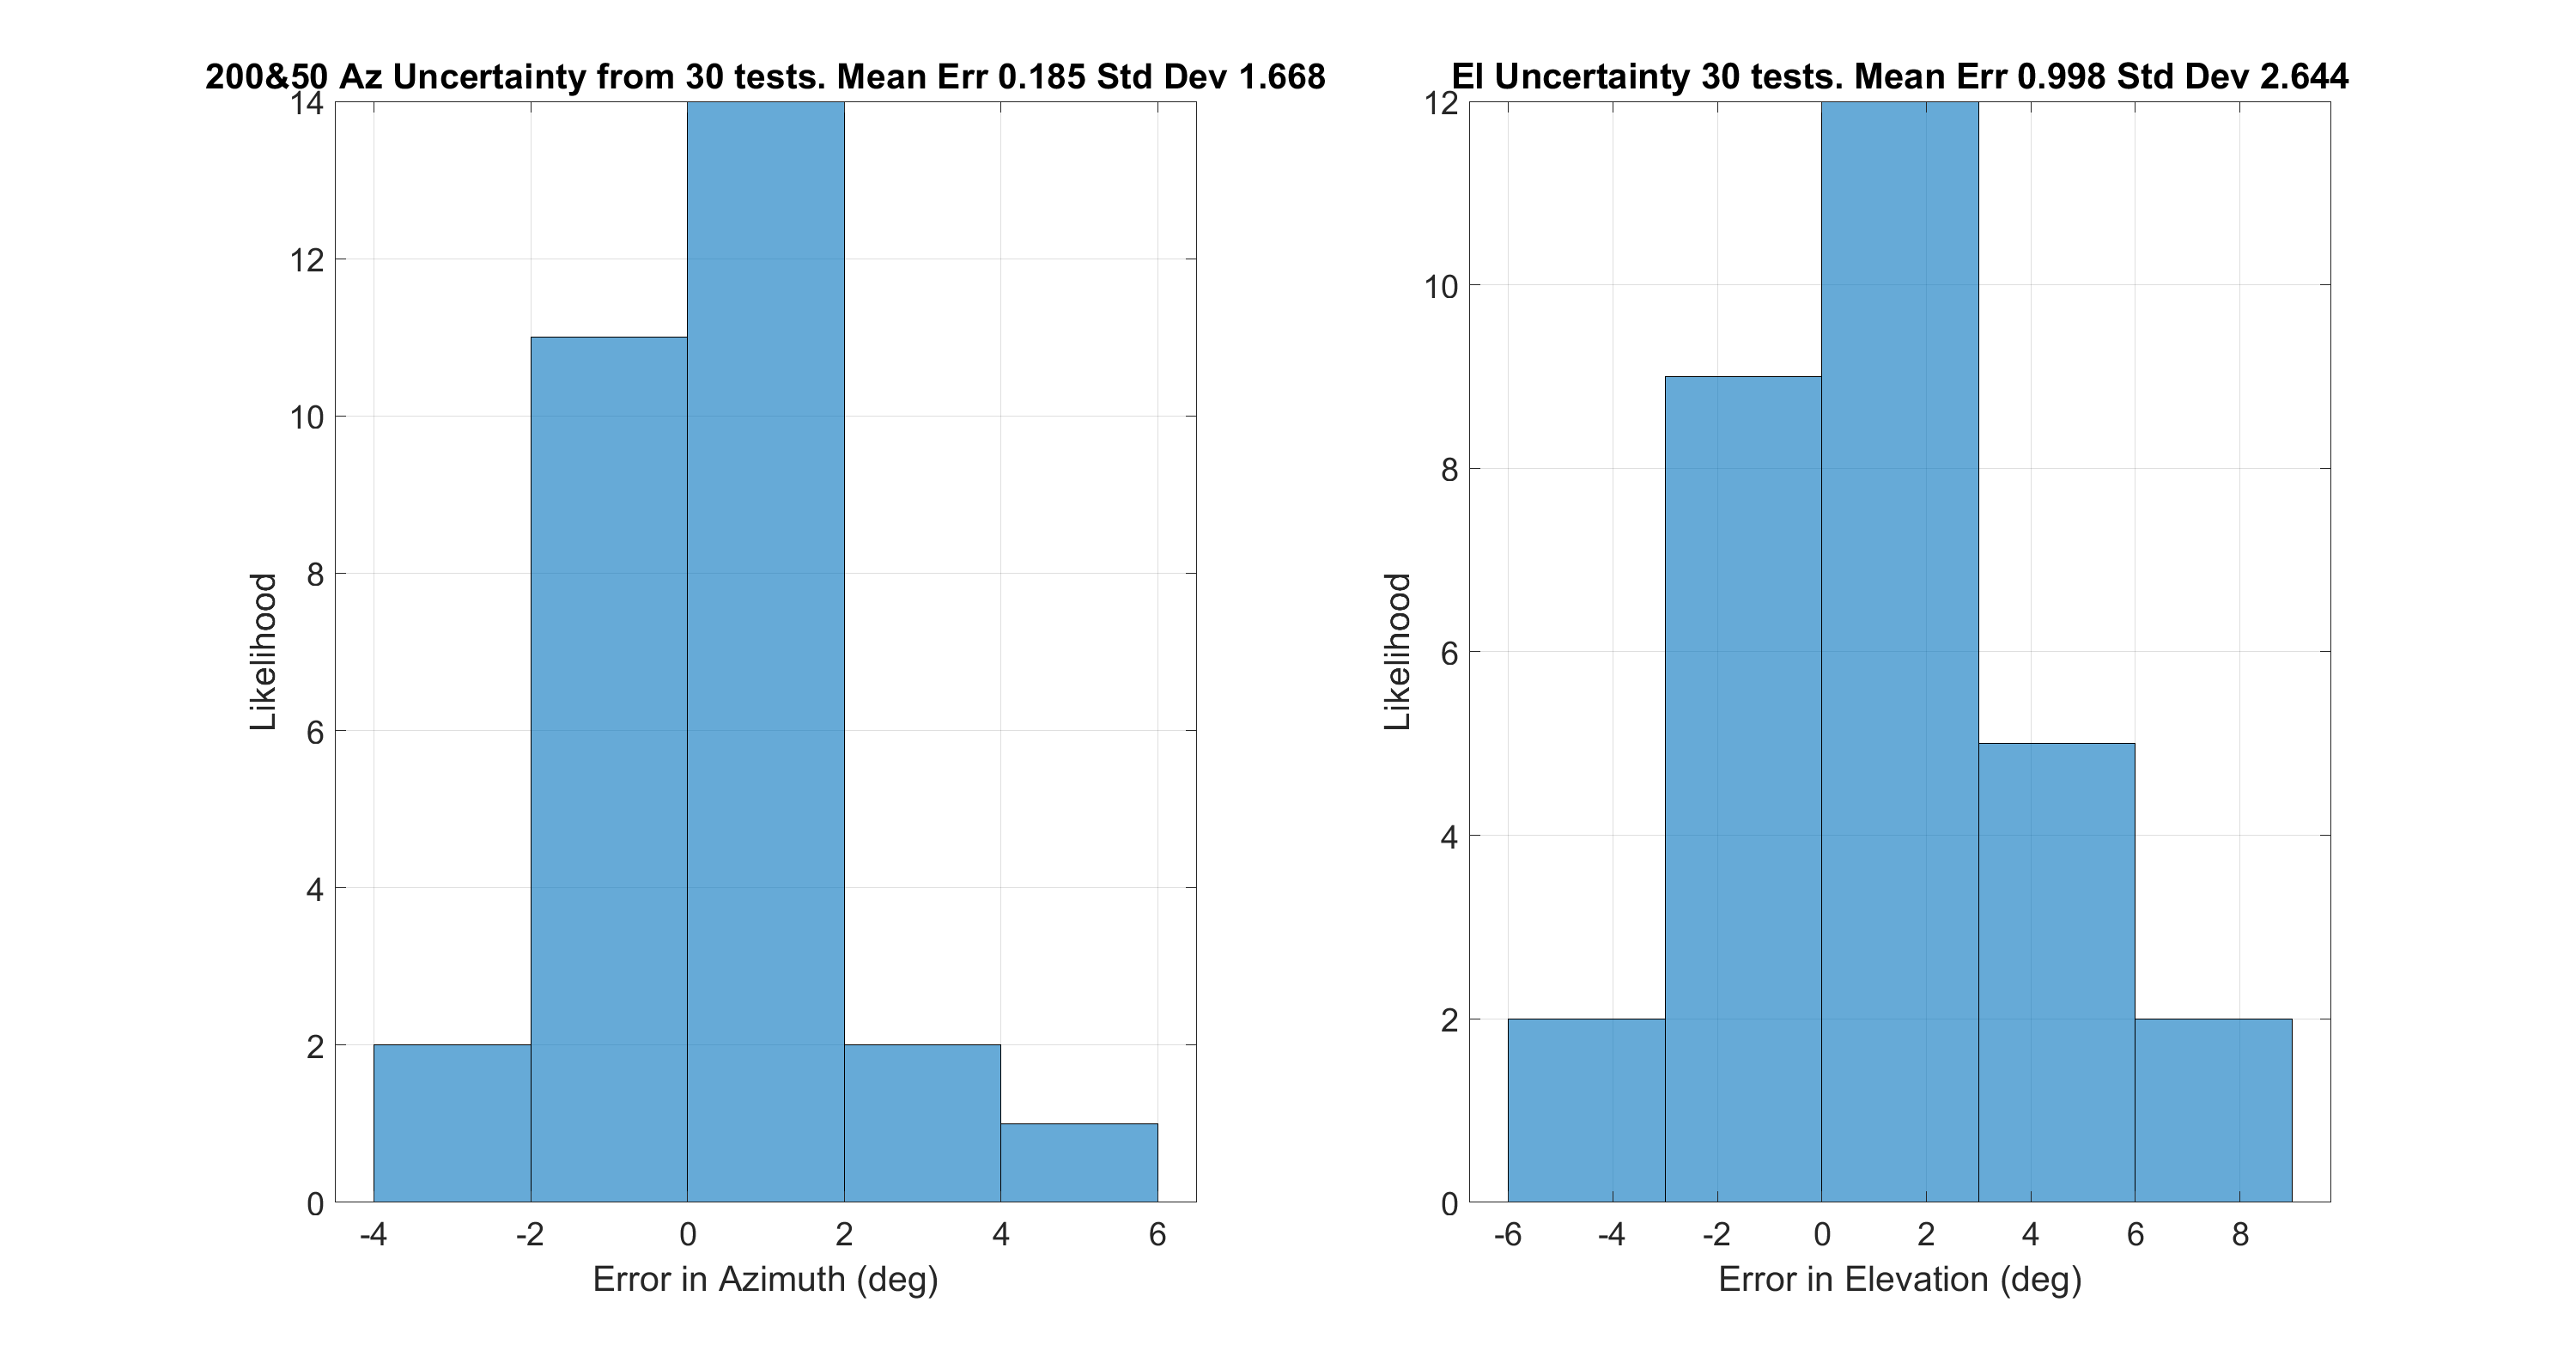 200&50 Az Uncertainty from 30 tests. Mean Err 0.185 Std Dev 1.668
14
12
10
8
6
4
2
0
Likelihood
-4 -2 0 2 4 6
Error in Azimuth (deg)
El Uncertainty 30 tests. Mean Err 0.998 Std Dev 2.644
12
10
8
6
4
2
0
Likelihood
-6 -4 -2 0 2 4 6 8
Error in Elevation (deg)